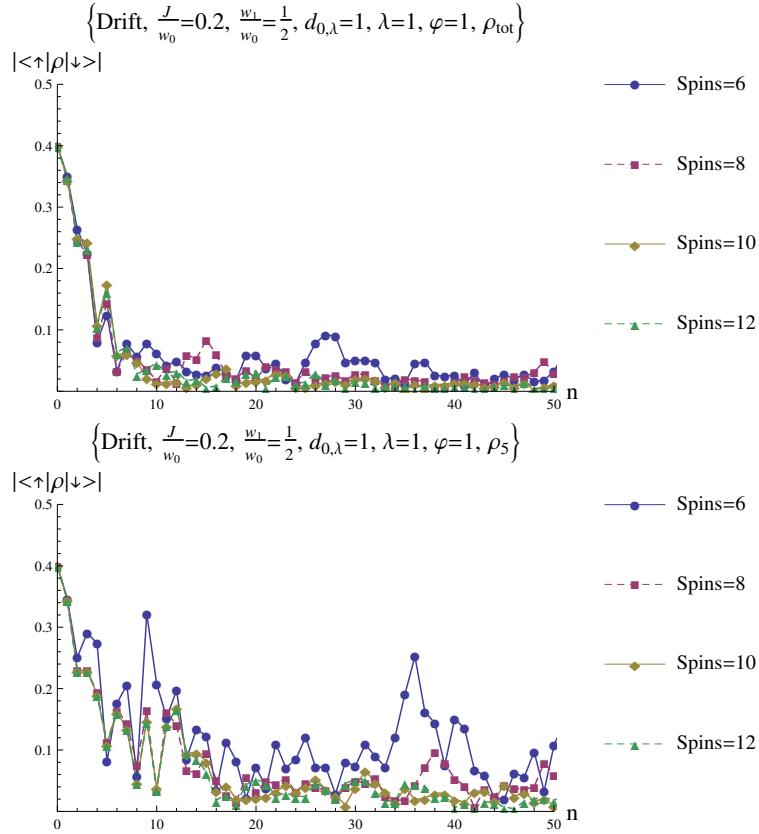 {Drift, J/w₀=0.2, w₁/w₀=1/2, d₀,λ=1, λ=1, φ=1, ρtot}
|<↑|ρ|↓>|
0.5
0.4
0.3
0.2
0.1
0 10 20 30 40 50 n
Spins=6
Spins=8
Spins=10
Spins=12
{Drift, J/w₀=0.2, w₁/w₀=1/2, d₀,λ=1, λ=1, φ=1, ρ₅}
|<↑|ρ|↓>|
0.5
0.4
0.3
0.2
0.1
0 10 20 30 40 50 n
Spins=6
Spins=8
Spins=10
Spins=12